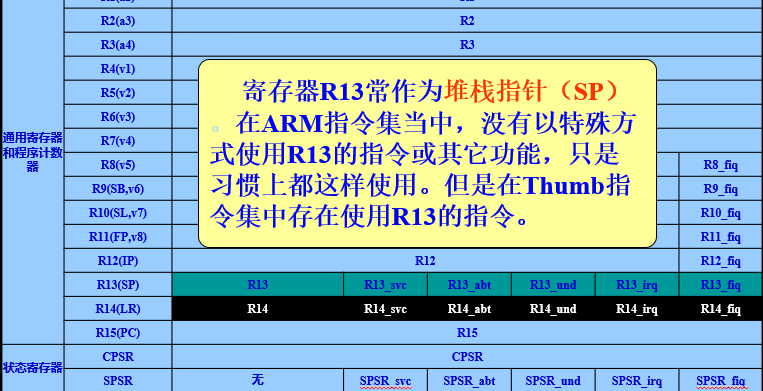 R2(a3) R2
R3(a4) R3
R4(v1)
R5(v2)
R6(v3)
R7(v4)
通用寄存器
和程序计数
器
寄存器R13常作为堆栈指针（SP）
。在ARM指令集当中，没有以特殊方
式使用R13的指令或其它功能，只是
习惯上都这样使用。但是在Thumb指
令集中存在使用R13的指令。
R8(v5) R8_fiq
R9(SB,v6) R9_fiq
R10(SL,v7) R10_fiq
R11(FP,v8) R11_fiq
R12(IP) R12 R12_fiq
R13(SP) R13 R13_svc R13_abt R13_und R13_irq R13_fiq
R14(LR) R14 R14_svc R14_abt R14_und R14_irq R14_fiq
R15(PC) R15
状态寄存器
CPSR CPSR
SPSR 无 SPSR_svc SPSR_abt SPSR_und SPSR_irq SPSR_fiq